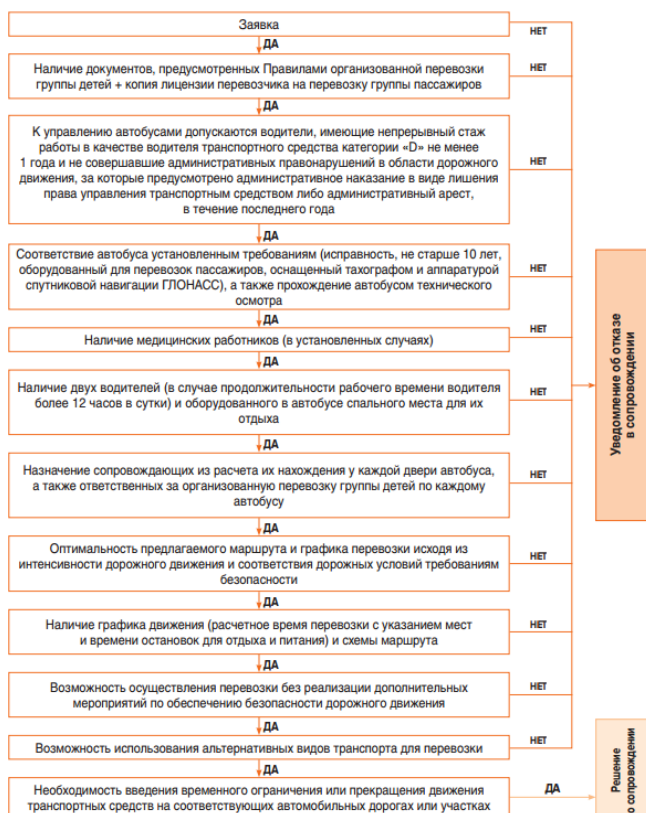 Заявка
НЕТ
ДА
Наличие документов, предусмотренных Правилами организованной перевозки
группы детей + копия лицензии перевозчика на перевозку группы пассажиров
НЕТ
ДА
К управлению автобусами допускаются водители, имеющие непрерывный стаж
работы в качестве водителя транспортного средства категории «D» не менее
1 года и не совершавшие административных правонарушений в области дорожного
движения, за которые предусмотрено административное наказание в виде лишения
права управления транспортным средством либо административный арест,
в течение последнего года
НЕТ
ДА
Соответствие автобуса установленным требованиям (исправность, не старше 10 лет,
оборудованный для перевозок пассажиров, оснащенный тахографом и аппаратурой
спутниковой навигации ГЛОНАСС), а также прохождение автобусом технического
осмотра
НЕТ
ДА
Наличие медицинских работников (в установленных случаях)
НЕТ
ДА
Наличие двух водителей (в случае продолжительности рабочего времени водителя
более 12 часов в сутки) и оборудованного в автобусе спального места для их
отдыха
НЕТ
ДА
Назначение сопровождающих из расчета их нахождения у каждой двери автобуса,
а также ответственных за организованную перевозку группы детей по каждому
автобусу
НЕТ
ДА
Оптимальность предлагаемого маршрута и графика перевозки исходя из
интенсивности дорожного движения и соответствия дорожных условий требованиям
безопасности
НЕТ
ДА
Наличие графика движения (расчетное время перевозки с указанием мест
и времени остановок для отдыха и питания) и схемы маршрута
НЕТ
ДА
Возможность осуществления перевозки без реализации дополнительных
мероприятий по обеспечению безопасности дорожного движения
НЕТ
ДА
Возможность использования альтернативных видов транспорта для перевозки
НЕТ
ДА
Необходимость введения временного ограничения или прекращения движения
транспортных средств на соответствующих автомобильных дорогах или участках
ДА
Уведомление об отказе
в сопровождении
Решение
о сопровождении